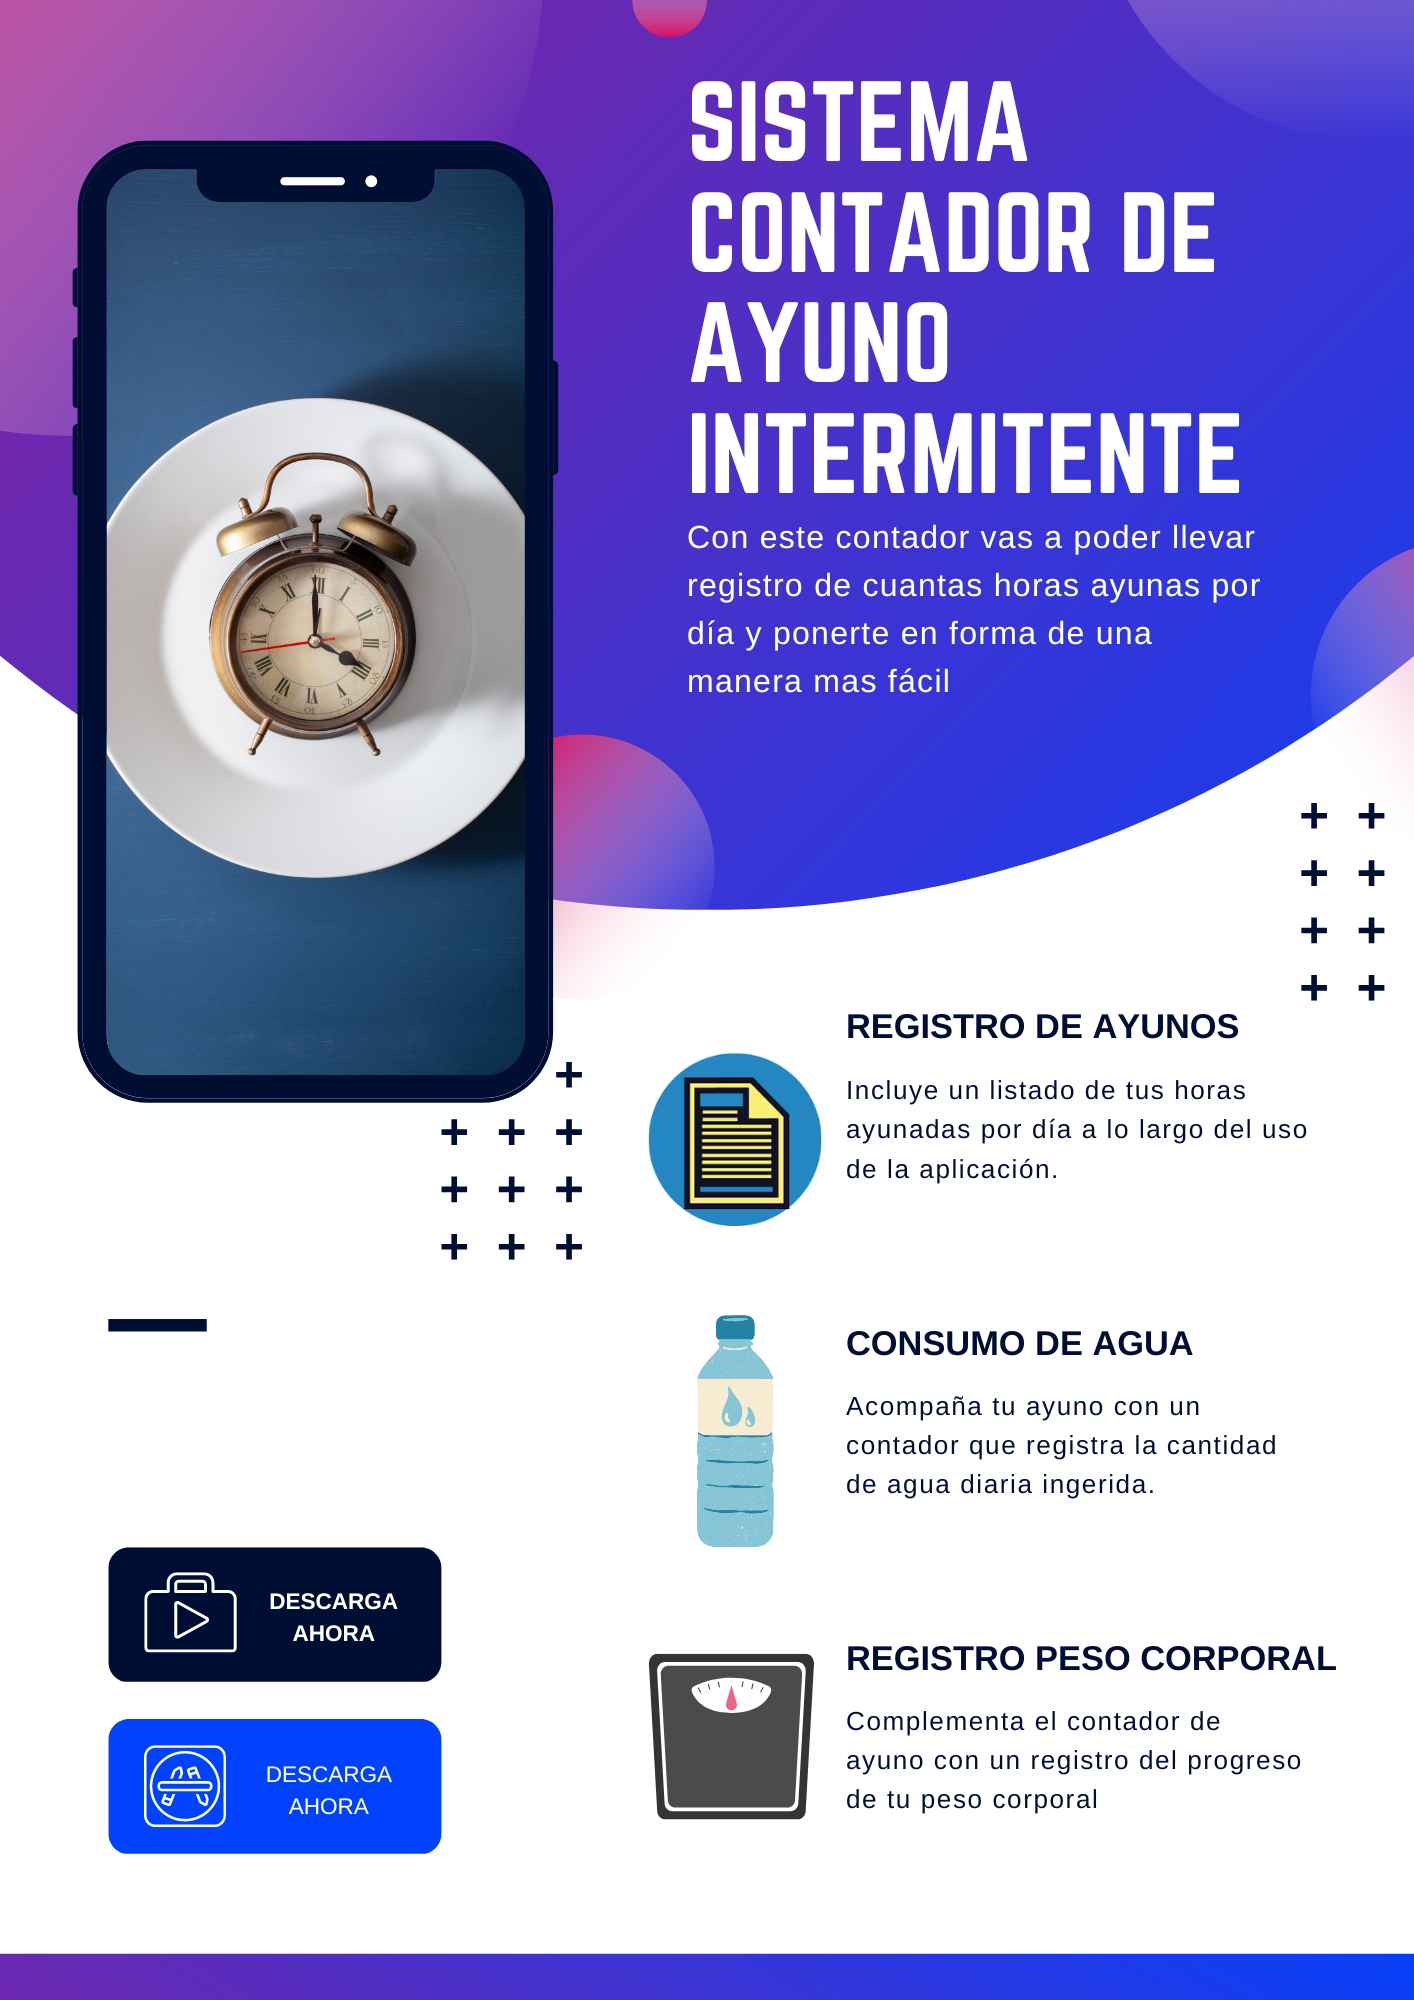 SISTEMA
CONTADOR DE
AYUNO
INTERMITENTE
Con este contador vas a poder llevar
registro de cuantas horas ayunas por
día y ponerte en forma de una
manera mas fácil
REGISTRO DE AYUNOS
Incluye un listado de tus horas
ayunadas por día a lo largo del uso
de la aplicación.
CONSUMO DE AGUA
Acompaña tu ayuno con un
contador que registra la cantidad
de agua diaria ingerida.
REGISTRO PESO CORPORAL
Complementa el contador de
ayuno con un registro del progreso
de tu peso corporal
DESCARGA
AHORA
DESCARGA
AHORA